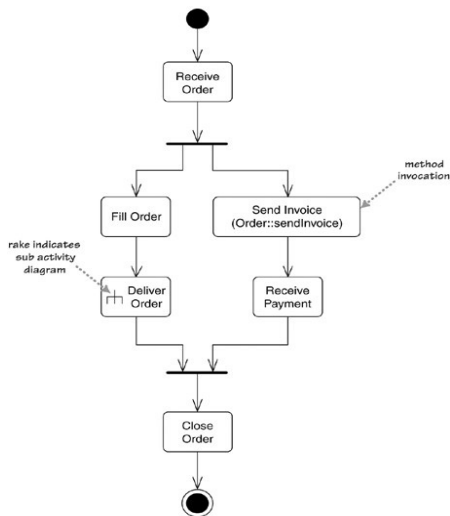 Receive
Order
method
invocation
Fill Order
Send Invoice
(Order::sendInvoice)
rake indicates
sub activity
diagram
Deliver
Order
Receive
Payment
Close
Order